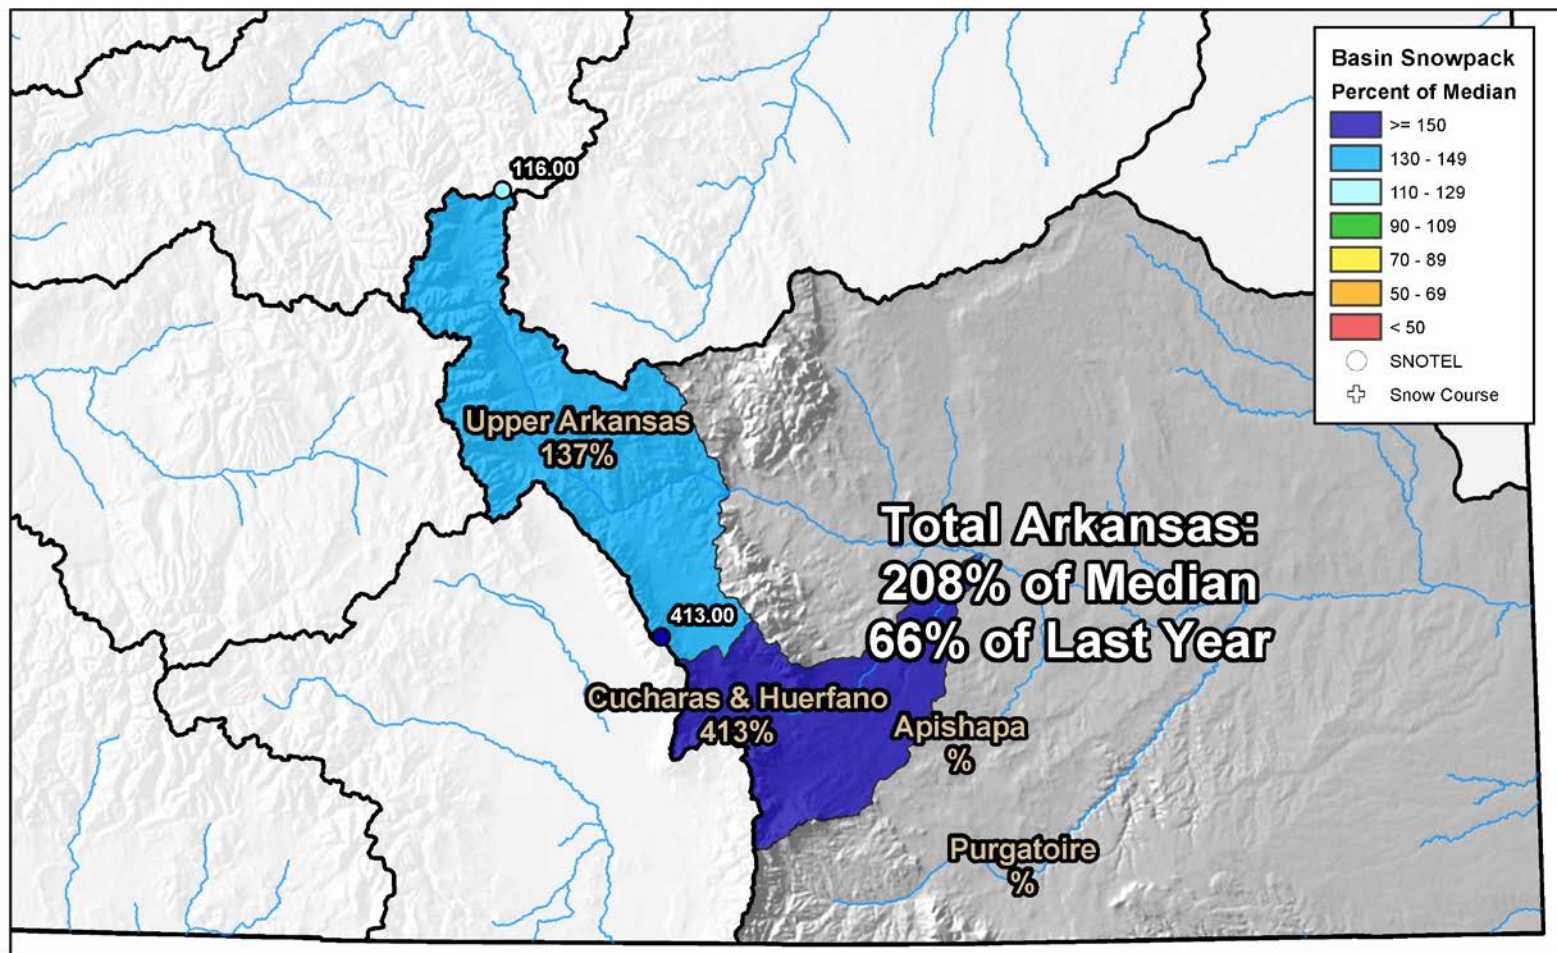 Basin Snowpack
Percent of Median
>= 150
130 - 149
110 - 129
90 - 109
70 - 89
50 - 69
< 50
SNOTEL
Snow Course
116.00
Upper Arkansas
137%
Total Arkansas:
208% of Median
66% of Last Year
413.00
Cucharas & Huerfano
413%
Apishapa
%
Purgatoire
%